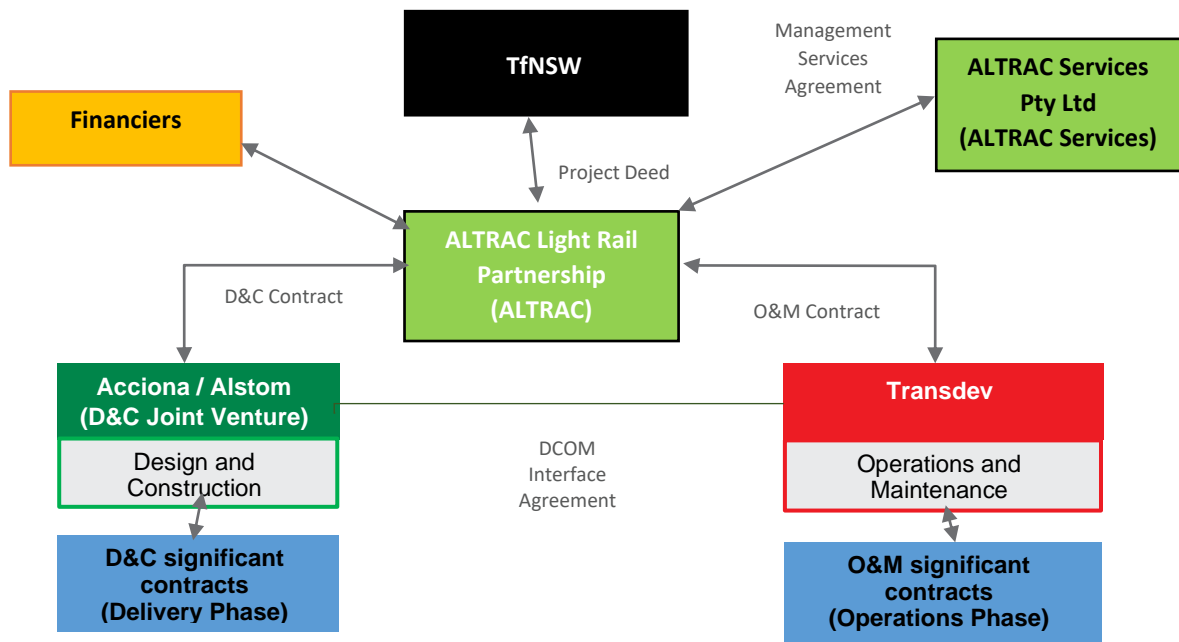 TfNSW
Management
Services
Agreement
ALTRAC Services
Pty Ltd
(ALTRAC Services)
Financiers
Project Deed
ALTRAC Light Rail
Partnership
(ALTRAC)
D&C Contract
O&M Contract
Acciona / Alstom
(D&C Joint Venture)
Design and
Construction
DCOM
Interface
Agreement
Transdev
Operations and
Maintenance
D&C significant
contracts
(Delivery Phase)
O&M significant
contracts
(Operations Phase)